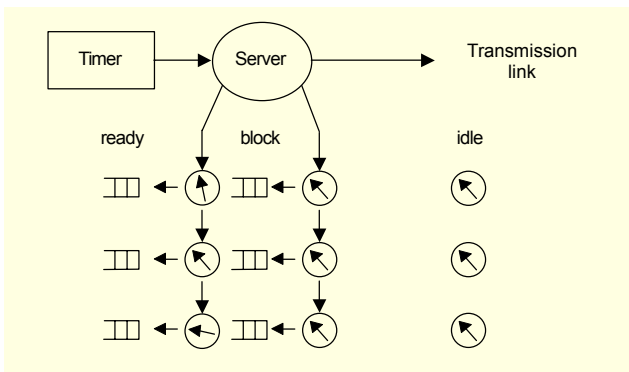 Timer
Server
Transmission
link
ready
block
idle